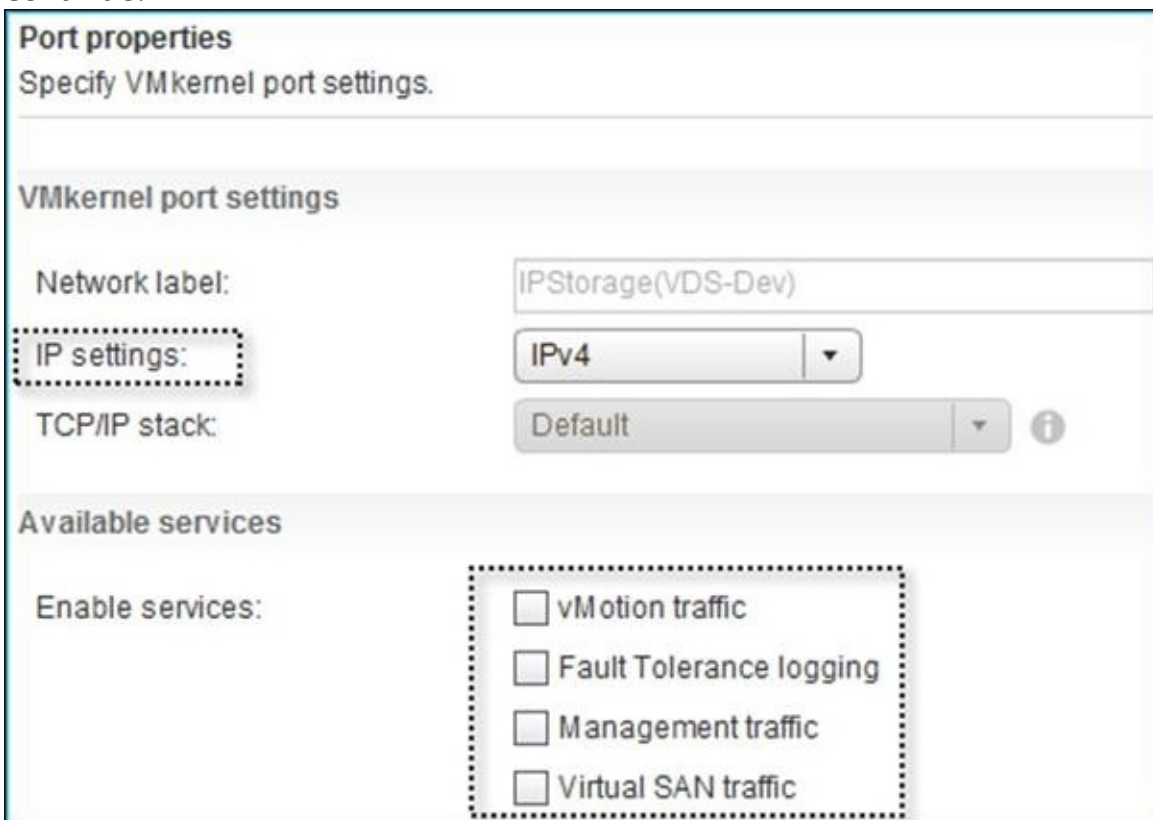 Port properties
Specify VMkernel port settings.
VMkernel port settings
Network label: IPStorage(VDS-Dev)
IP settings: IPv4
TCP/IP stack: Default
Available services
Enable services: vMotion traffic
Fault Tolerance logging
Management traffic
Virtual SAN traffic